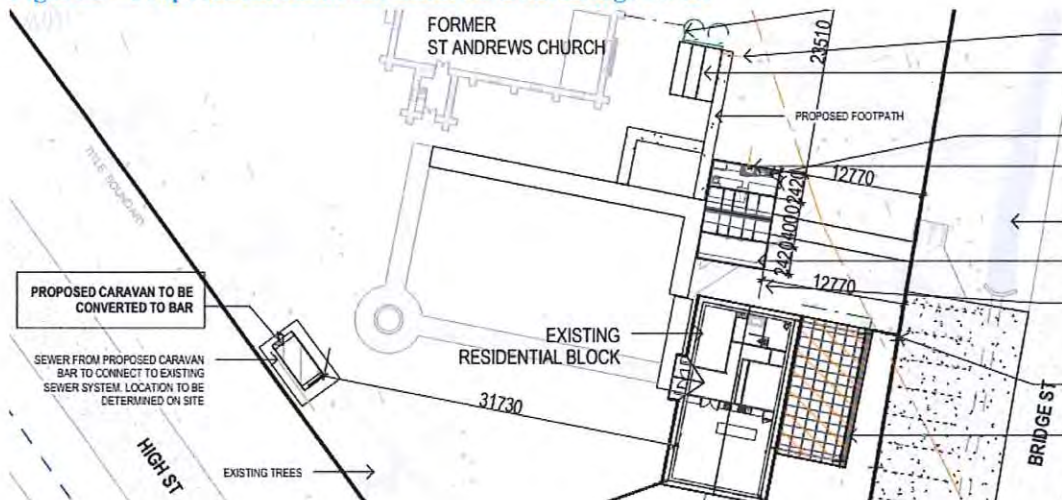 FORMER
ST ANDREWS CHURCH
23510
PROPOSED FOOTPATH
12770
2420
4000
2420
TITLE BOUNDARY
12770
PROPOSED CARAVAN TO BE
CONVERTED TO BAR
EXISTING
RESIDENTIAL BLOCK
SEWER FROM PROPOSED CARAVAN
BAR TO CONNECT TO EXISTING
SEWER SYSTEM. LOCATION TO BE
DETERMINED ON SITE
31730
BRIDGE ST
HIGH ST
EXISTING TREES